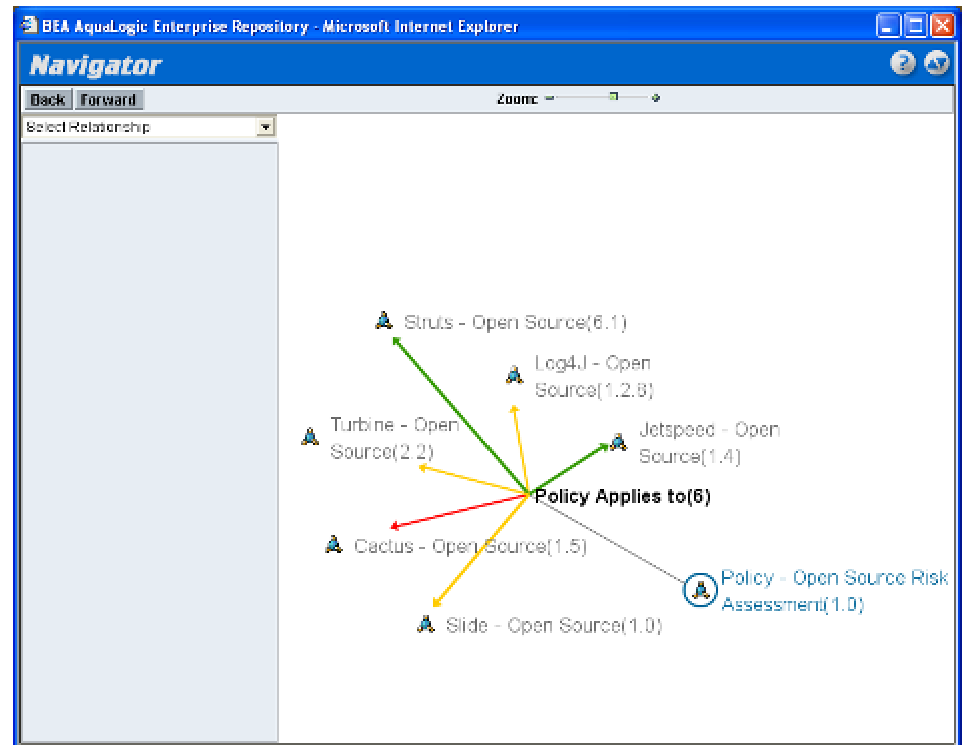 BEA AquaLogic Enterprise Repository - Microsoft Internet Explorer
Navigator
Back Forward
Zoom:
Select Relationship
Struts - Open Source(6.1)
Log4J - Open
Source(1.2.8)
Turbine - Open
Source(2.2)
Jetspeed - Open
Source(1.4)
Policy Applies to(6)
Cactus - Open Source(1.5)
Policy - Open Source Risk
Assessment(1.0)
Slide - Open Source(1.0)